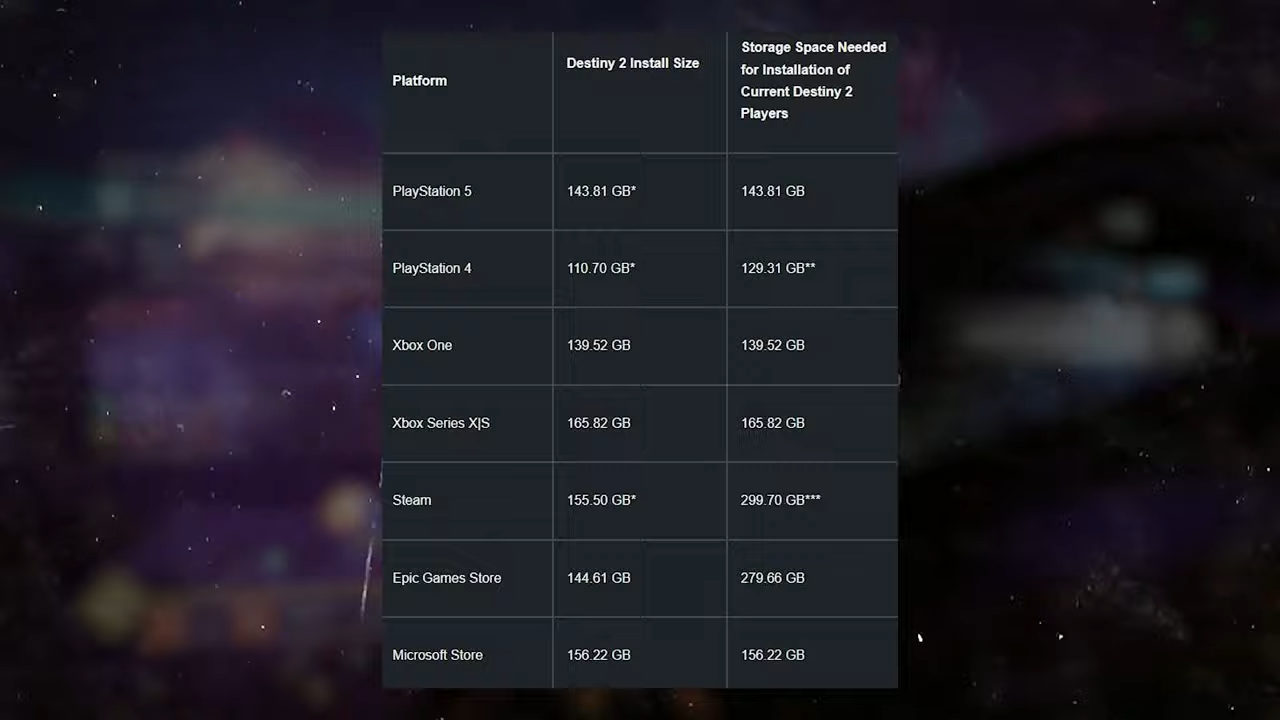 Platform
Destiny 2 Install Size
Storage Space Needed
for Installation of
Current Destiny 2
Players
PlayStation 5 143.81 GB* 143.81 GB
PlayStation 4 110.70 GB* 129.31 GB**
Xbox One 139.52 GB 139.52 GB
Xbox Series X|S 165.82 GB 165.82 GB
Steam 155.50 GB* 299.70 GB***
Epic Games Store 144.61 GB 279.66 GB
Microsoft Store 156.22 GB 156.22 GB